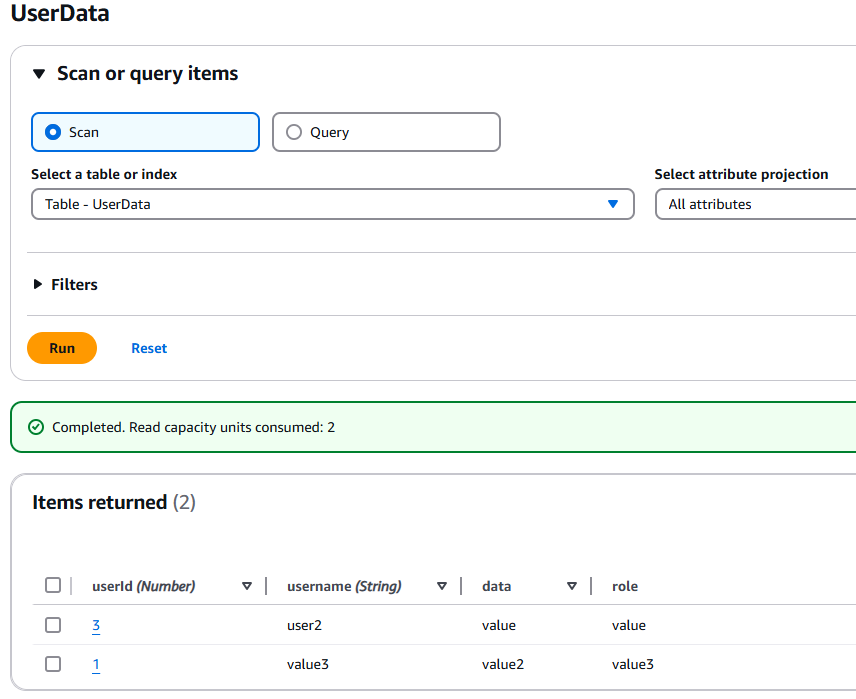 UserData
Scan or query items
Scan Query
Select a table or index Select attribute projection
Table - UserData All attributes
Filters
Run Reset
Completed. Read capacity units consumed: 2
Items returned (2)
userId (Number) username (String) data role
3 user2 value value
1 value3 value2 value3